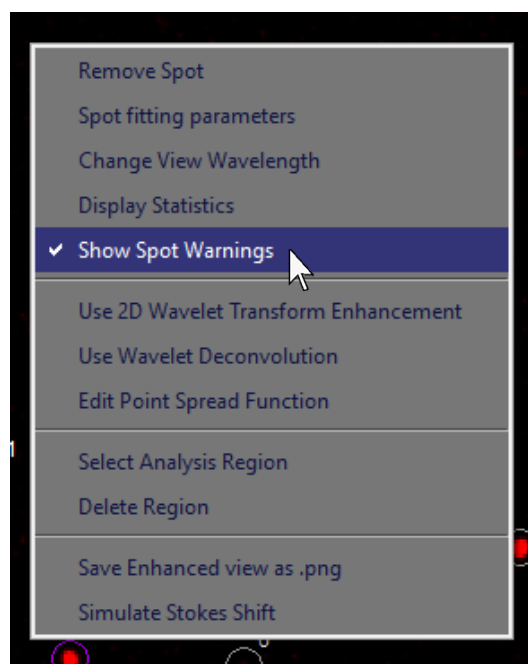 Remove Spot
Spot fitting parameters
Change View Wavelength
Display Statistics
Show Spot Warnings
Use 2D Wavelet Transform Enhancement
Use Wavelet Deconvolution
Edit Point Spread Function
Select Analysis Region
Delete Region
Save Enhanced view as .png
Simulate Stokes Shift